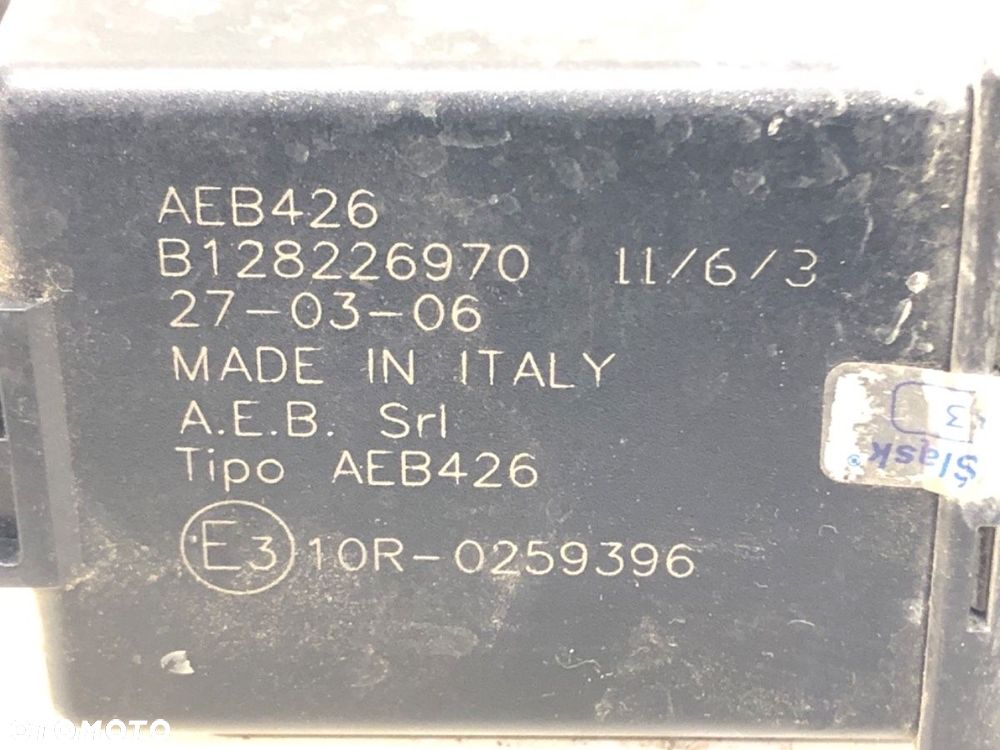 AEB426
B128226970 11/6/3
27-03-06
MADE IN ITALY
A.E.B. Srl
Tipo AEB426
E3 10R-0259396
3
Śląsk
OTOMOTO